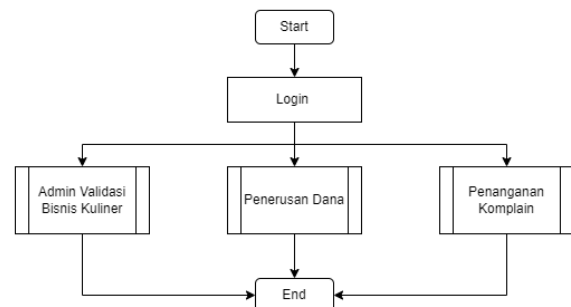 Start
Login
Admin Validasi
Bisnis Kuliner
Penerusan Dana
Penanganan
Komplain
End